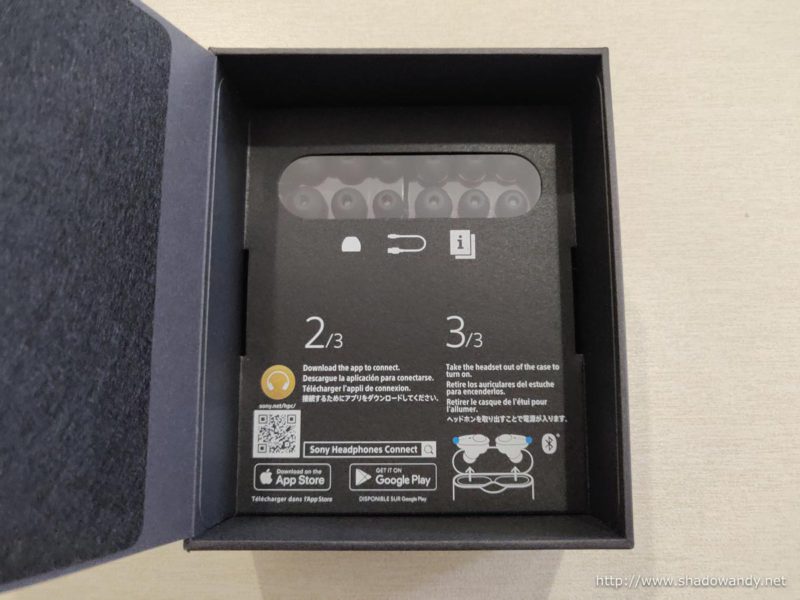 2/3
Download the app to connect.
Descargue la aplicación para conectarse.
Télécharger l'appli de connexion.
接続するためにアプリをダウンロードしてください。
sony.net/hpc/
Sony Headphones Connect
Download on the
App Store
Télécharger dans l'App Store
GET IT ON
Google Play
DISPONIBLE SUR Google Play
3/3
Take the headset out of the case to
turn on.
Retire los auriculares del estuche
para encenderlos.
Retirer le casque de l'étui pour
l'allumer.
ヘッドホンを取り出すことで電源が入ります。
http://www.shadowandy.net